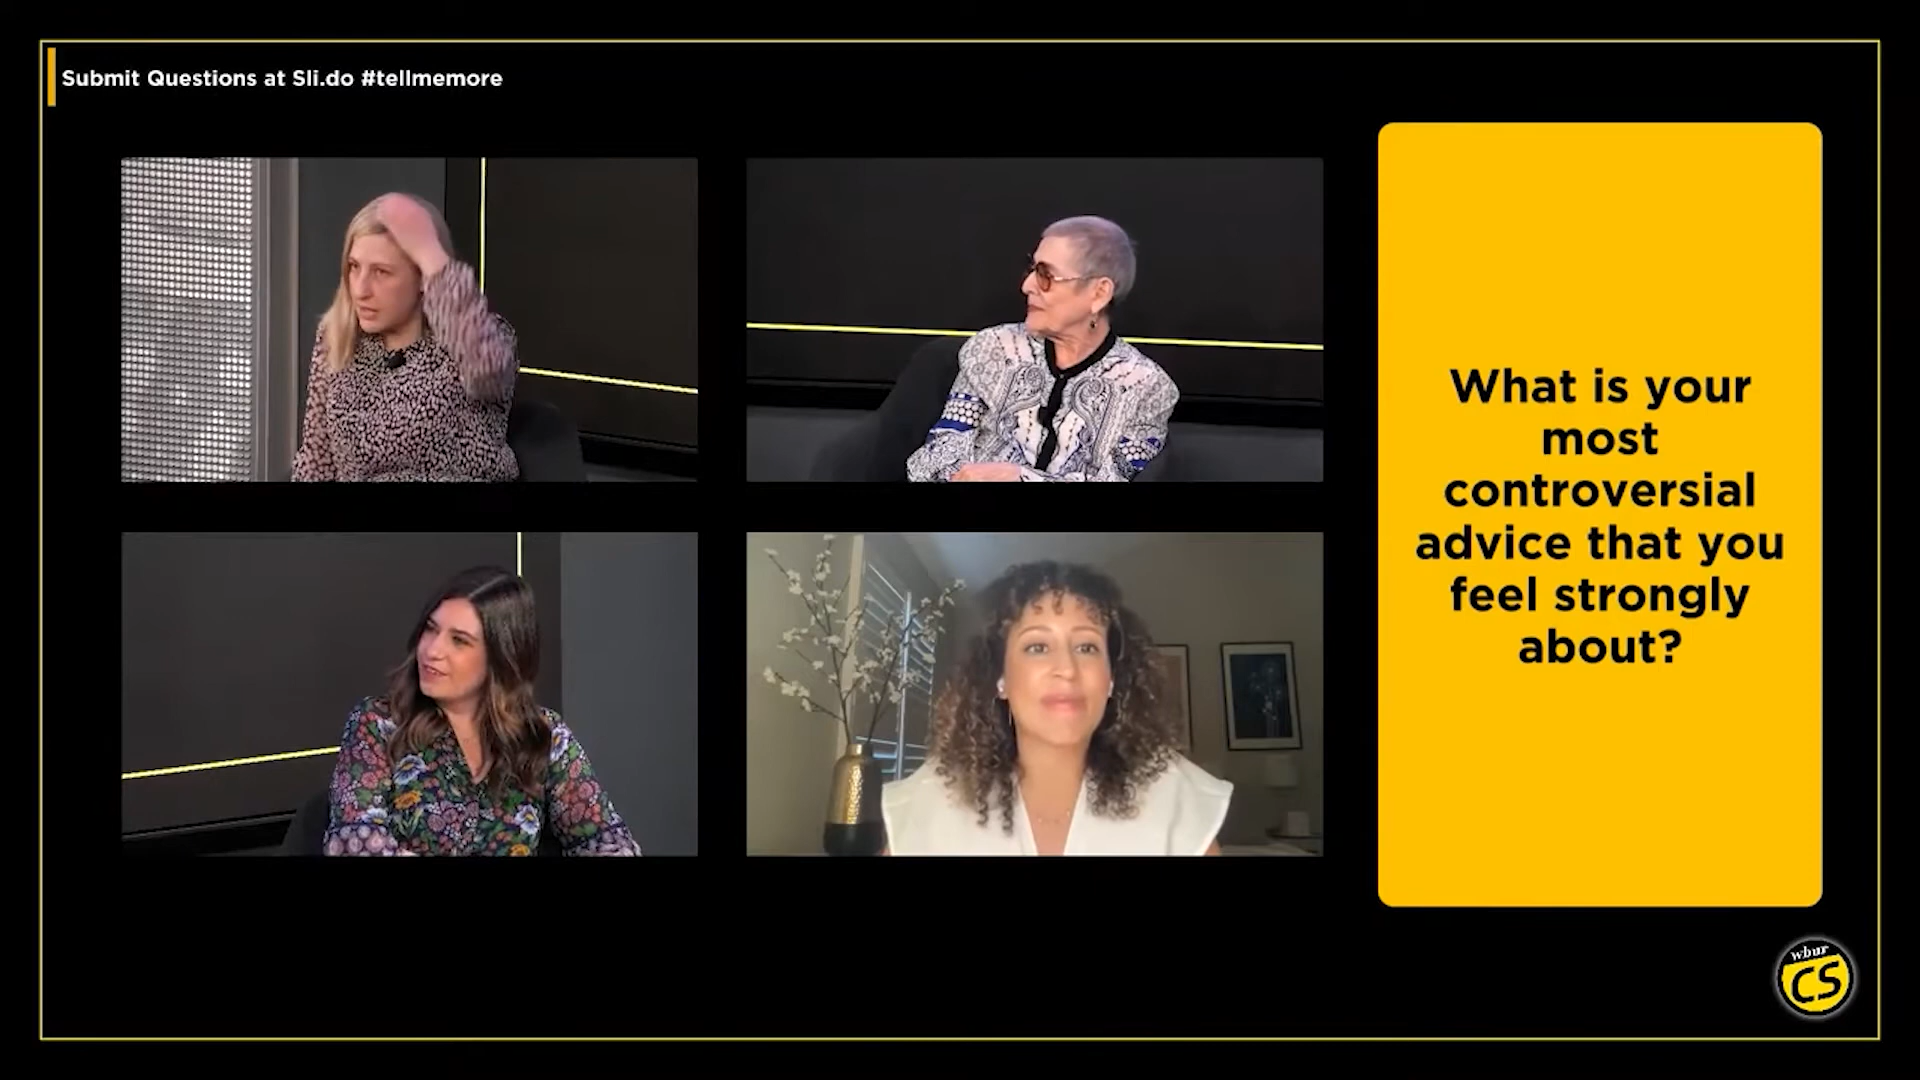 Submit Questions at Sli.do #tellmemore
What is your
most
controversial
advice that you
feel strongly
about?
wbur
CS